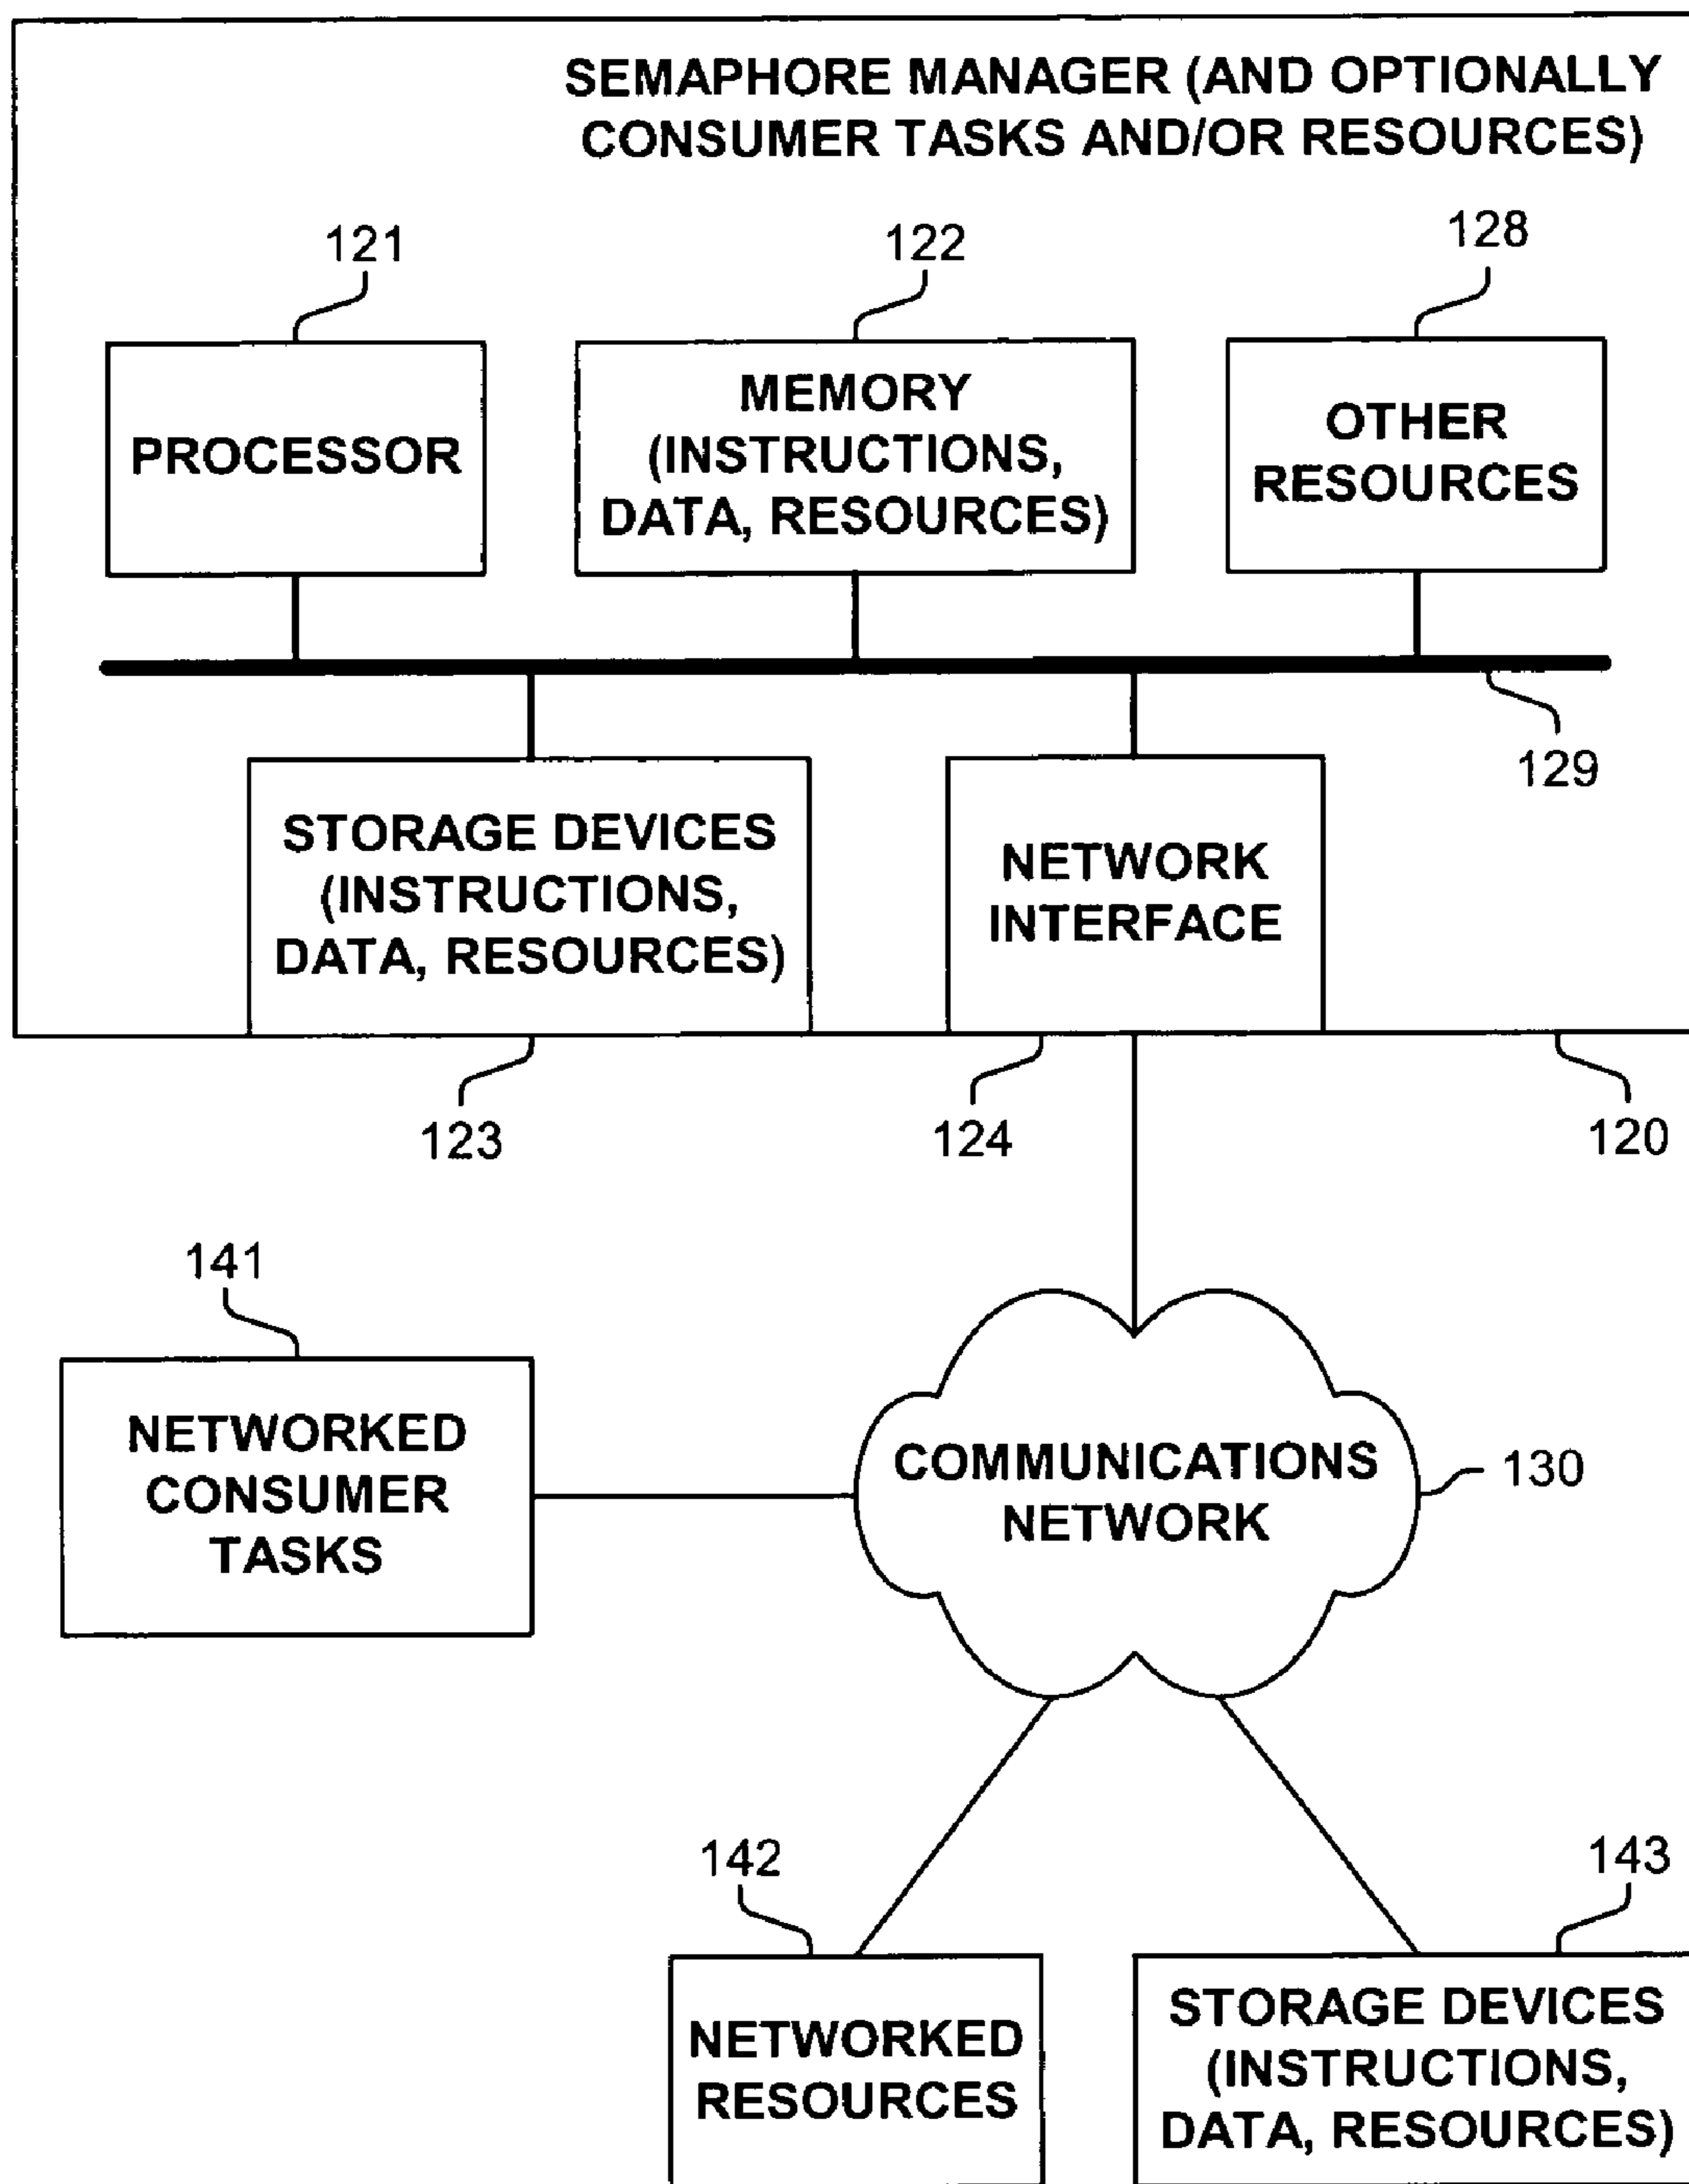 SEMAPHORE MANAGER (AND OPTIONALLY
CONSUMER TASKS AND/OR RESOURCES)
121
122
128
PROCESSOR
MEMORY
(INSTRUCTIONS,
DATA, RESOURCES)
OTHER
RESOURCES
129
STORAGE DEVICES
(INSTRUCTIONS,
DATA, RESOURCES)
NETWORK
INTERFACE
123
124
120
141
NETWORKED
CONSUMER
TASKS
COMMUNICATIONS
NETWORK
130
142
143
NETWORKED
RESOURCES
STORAGE DEVICES
(INSTRUCTIONS,
DATA, RESOURCES)